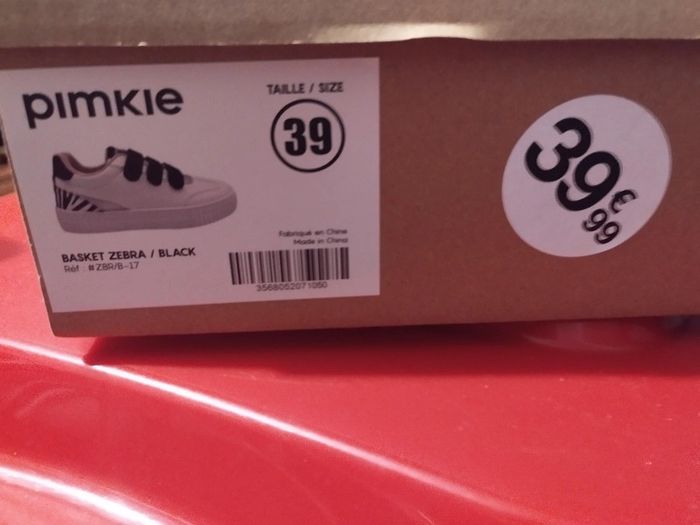 pimkie
TAILLE / SIZE
39
BASKET ZEBRA / BLACK
Réf : #ZBR/B-17
Fabriqué en Chine
Made in China
3568052071050
39€99